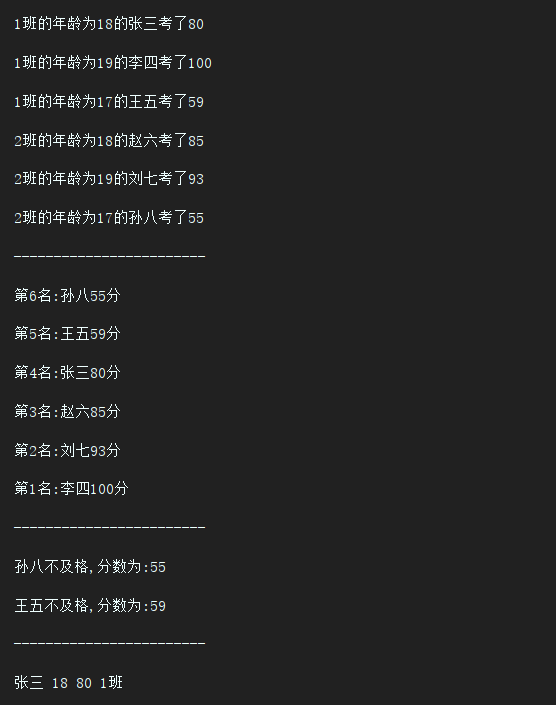 1班的年龄为18的张三考了80
1班的年龄为19的李四考了100
1班的年龄为17的王五考了59
2班的年龄为18的赵六考了85
2班的年龄为19的刘七考了93
2班的年龄为17的孙八考了55
-------------------------
第6名:孙八55分
第5名:王五59分
第4名:张三80分
第3名:赵六85分
第2名:刘七93分
第1名:李四100分
-------------------------
孙八不及格,分数为:55
王五不及格,分数为:59
-------------------------
张三 18 80 1班